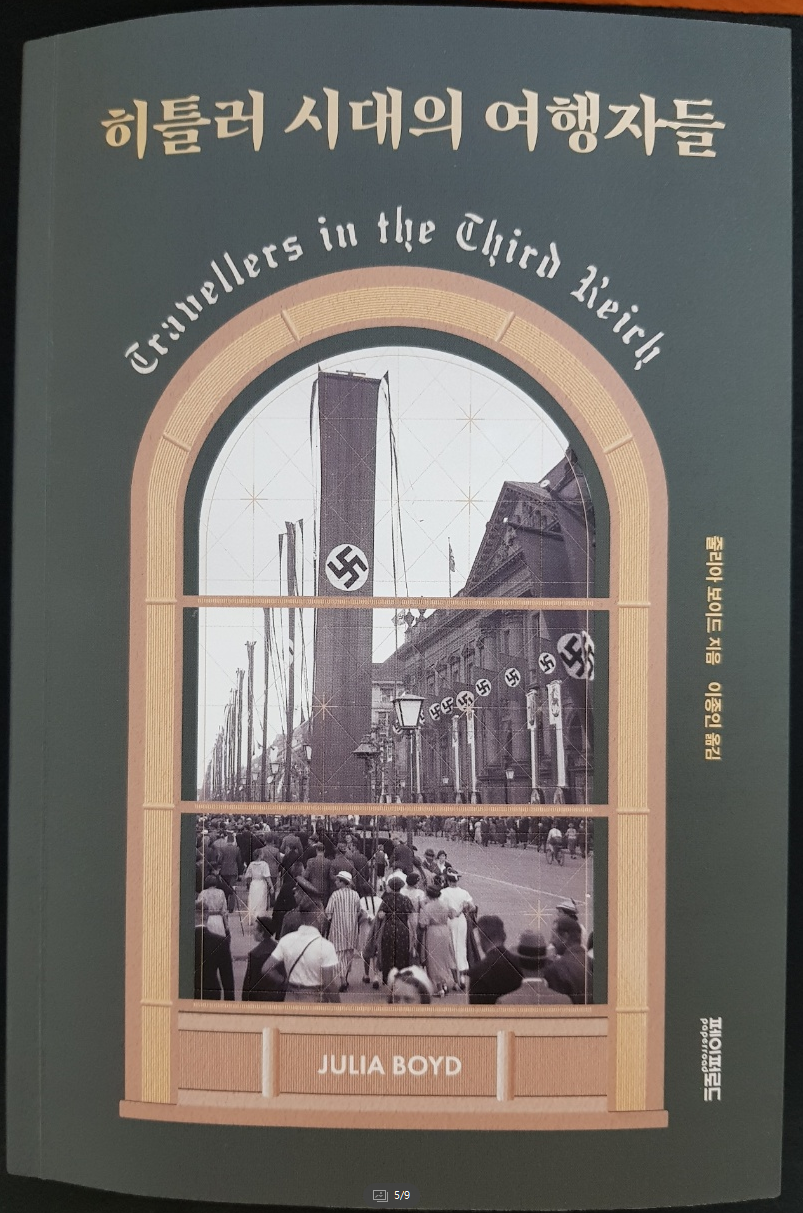 히틀러 시대의 여행자들
Travellers in the Third Reich
줄리아 보이드 지음 이종인 옮김
JULIA BOYD
페이퍼로드
paperroad
5/9